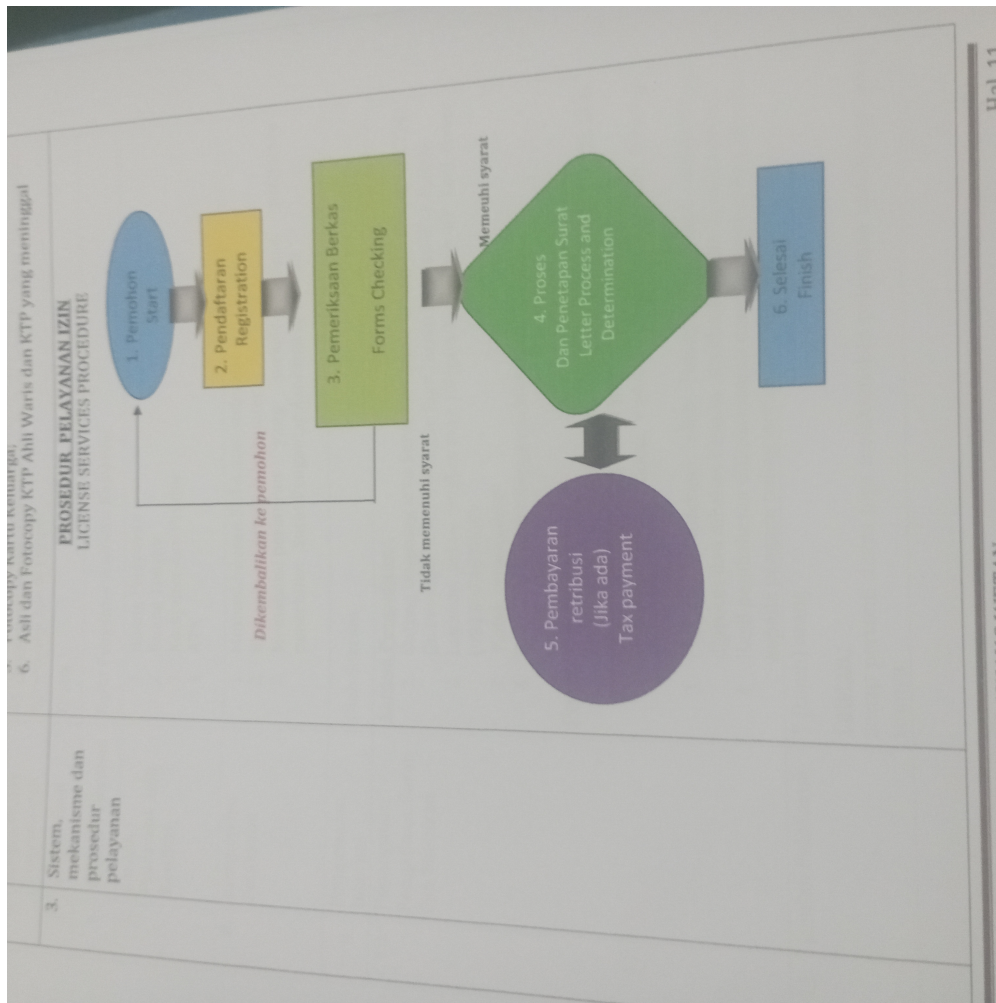 6. Asli dan Fotocopy KTP Ahli Waris dan KTP yang meninggal
3. Sistem,
mekanisme dan
prosedur
pelayanan
PROSEDUR PELAYANAN IZIN
LICENSE SERVICES PROCEDURE
1. Pemohon
Start
2. Pendaftaran
Registration
Dikembalikan ke pemohon
3. Pemeriksaan Berkas
Forms Checking
Tidak memenuhi syarat
Memeuhi syarat
4. Proses
Dan Penetapan Surat
Letter Process and
Determination
5. Pembayaran
retribusi
(Jika ada)
Tax payment
6. Selesai
Finish
Hal 11